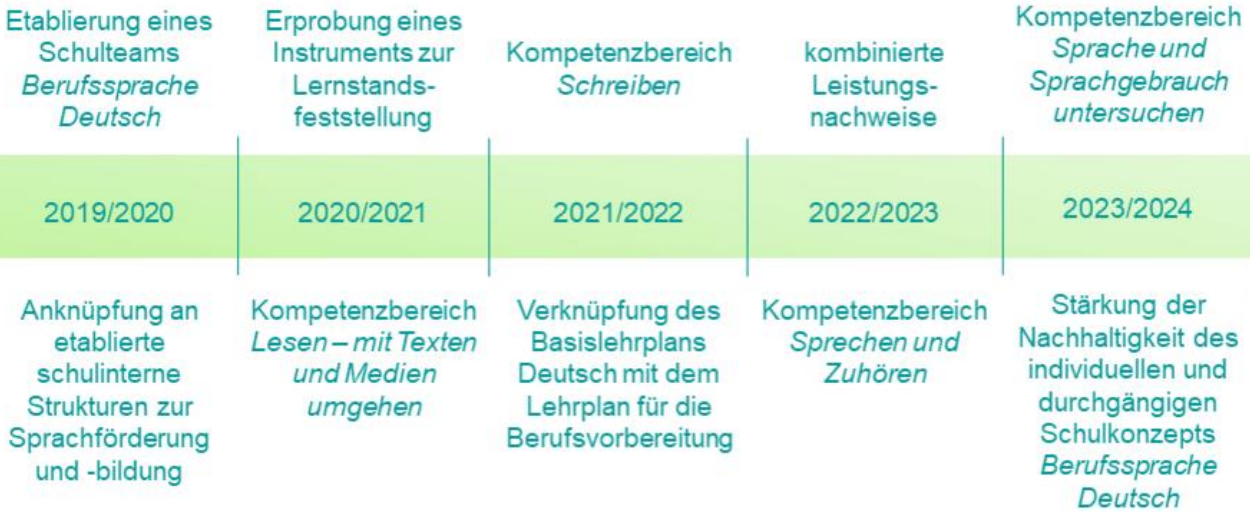 Etablierung eines
Schulteams
Berufssprache
Deutsch
Erprobung eines
Instruments zur
Lernstands-
feststellung
Kompetenzbereich
Schreiben
kombinierte
Leistungs-
nachweise
Kompetenzbereich
Sprache und
Sprachgebrauch
untersuchen
2019/2020
2020/2021
2021/2022
2022/2023
2023/2024
Anknüpfung an
etablierte
schulinterne
Strukturen zur
Sprachförderung
und -bildung
Kompetenzbereich
Lesen – mit Texten
und Medien
umgehen
Verknüpfung des
Basislehrplans
Deutsch mit dem
Lehrplan für die
Berufsvorbereitung
Kompetenzbereich
Sprechen und
Zuhören
Stärkung der
Nachhaltigkeit des
individuellen und
durchgängigen
Schulkonzepts
Berufssprache
Deutsch